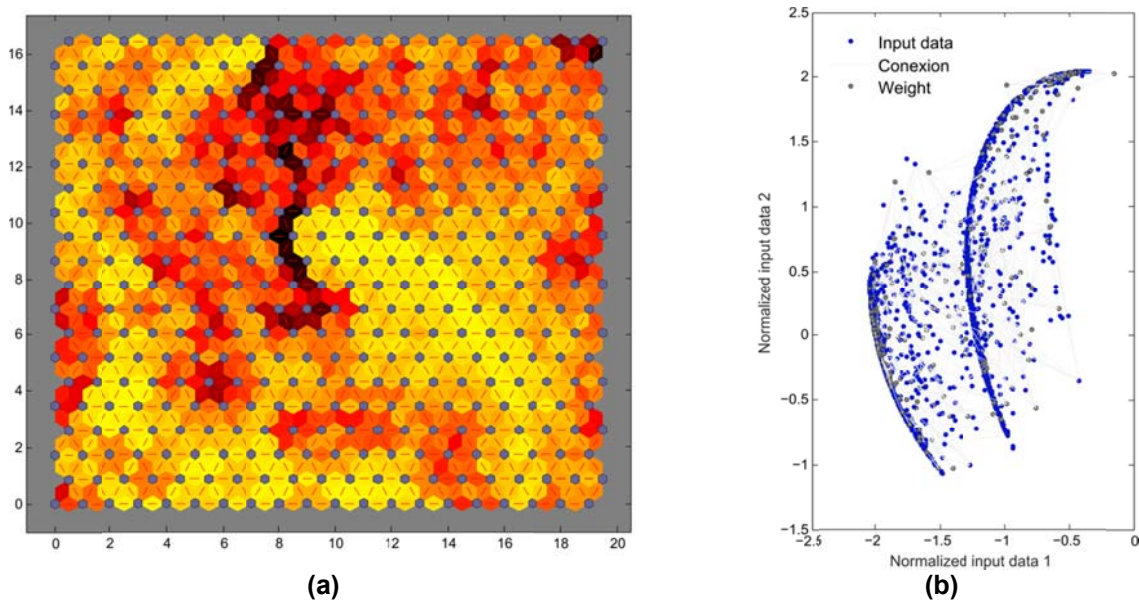 16
14
12
10
8
6
4
2
0
0 2 4 6 8 10 12 14 16 18 20
(a)
2.5
2
1.5
1
0.5
0
−0.5
−1
−1.5
−2.5 −2 −1.5 −1 −0.5 0
Normalized input data 2
Normalized input data 1
Input data
Conexion
Weight
(b)